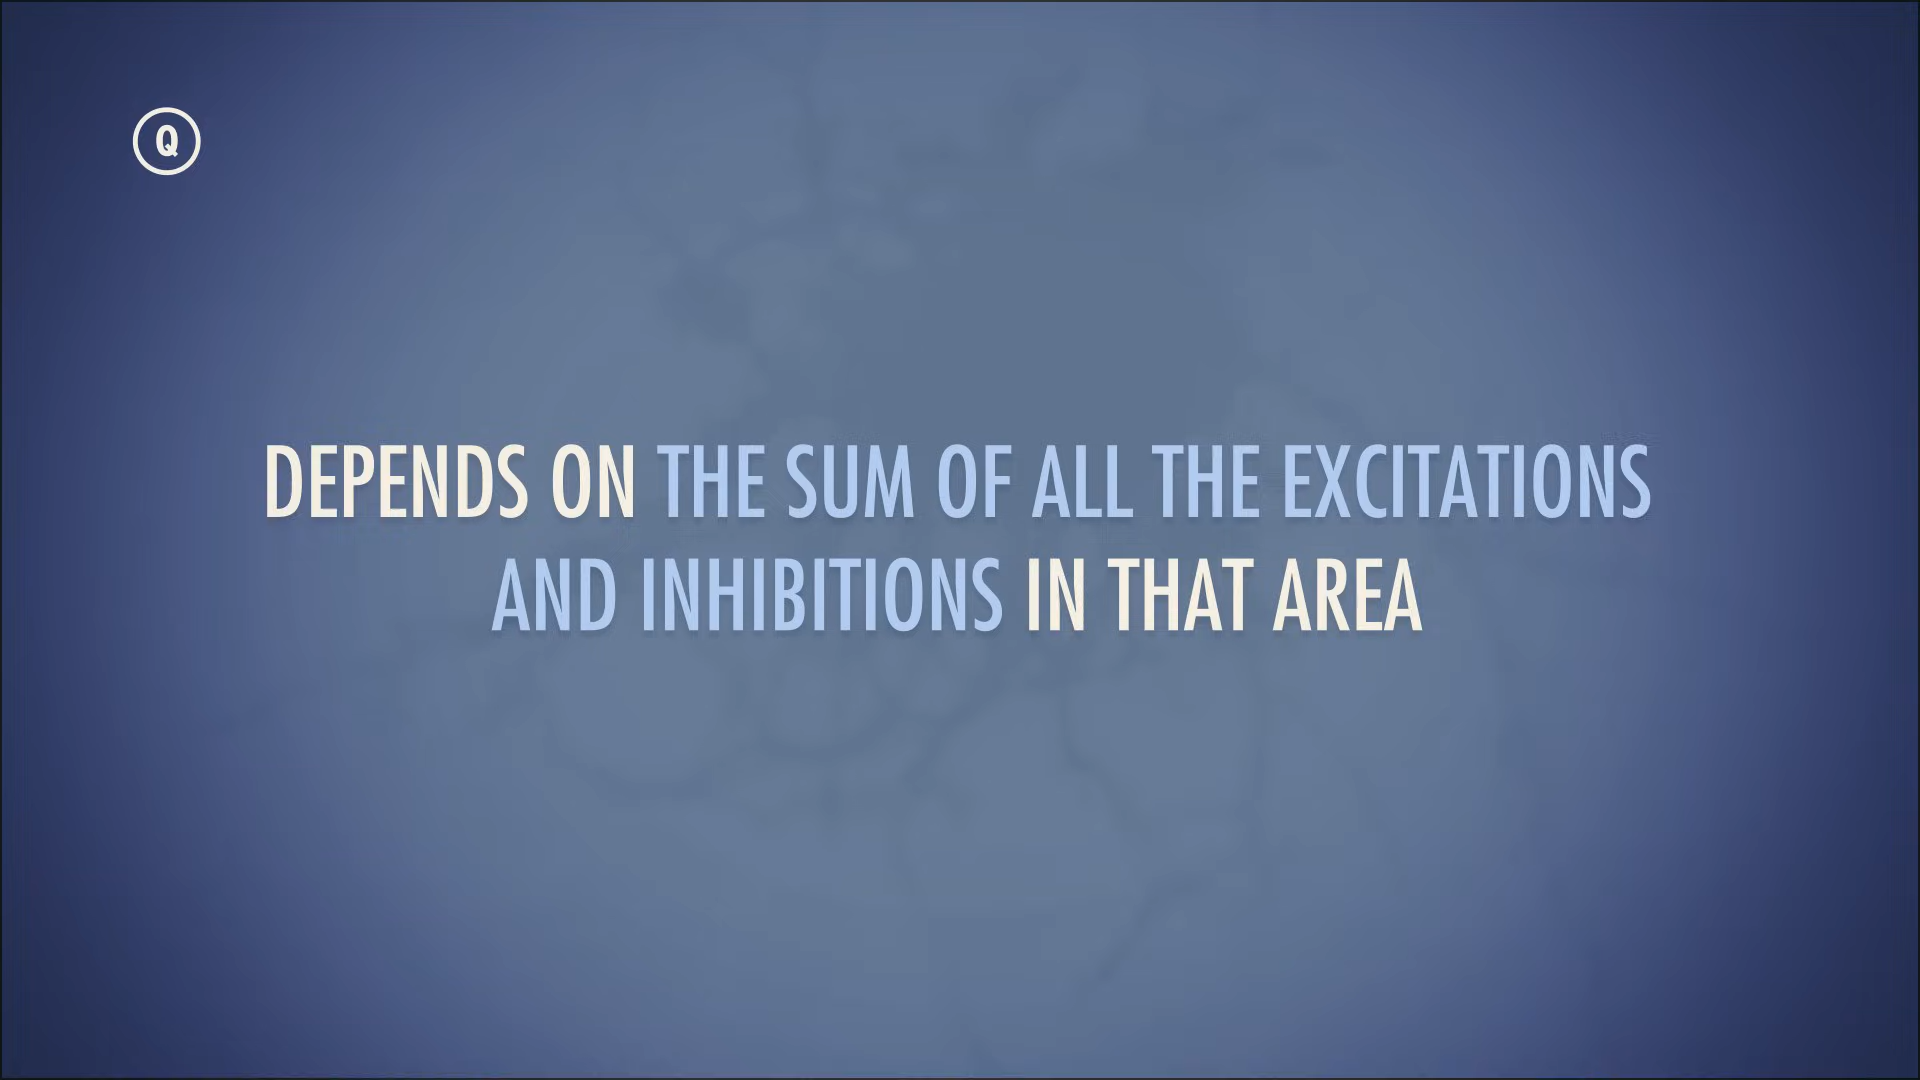 Q
DEPENDS ON THE SUM OF ALL THE EXCITATIONS
AND INHIBITIONS IN THAT AREA